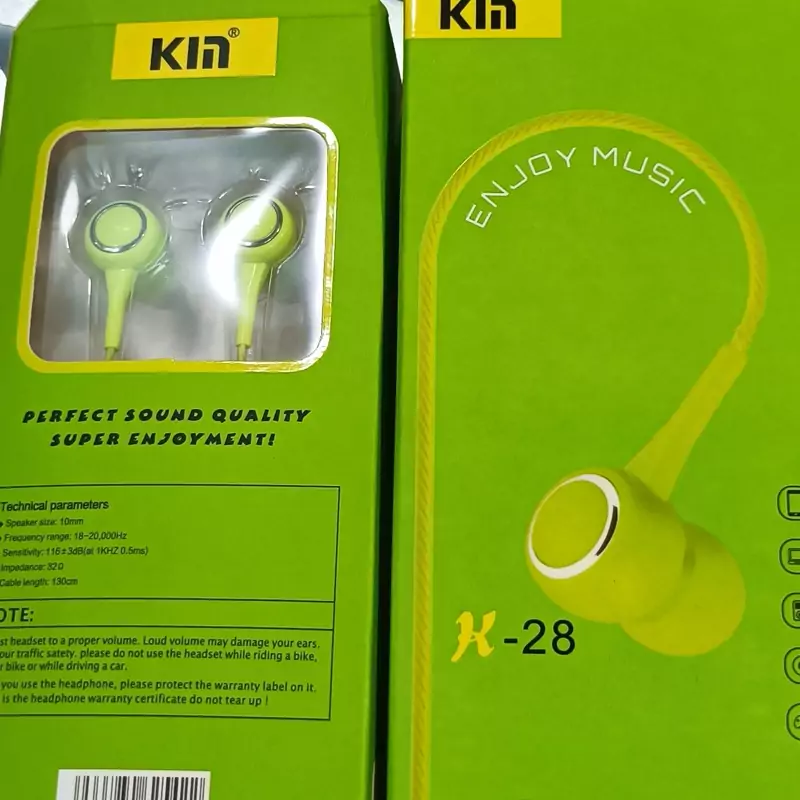 KIn®
PERFECT SOUND QUALITY
SUPER ENJOYMENT!
Technical parameters
Speaker size: 10mm
Frequency range: 18-20,000Hz
Sensitivity: 116±3dB(at 1KHZ 0.5ms)
Impedance: 32Ω
Cable length: 130cm
OTE:
st headset to a proper volume. Loud volume may damage your ears.
our traffic safety. please do not use the headset while riding a bike,
r bike or while driving a car.
you use the headphone, please protect the warranty label on it.
is the headphone warranty certificate do not tear up !
KIn
ENJOY MUSIC
K-28